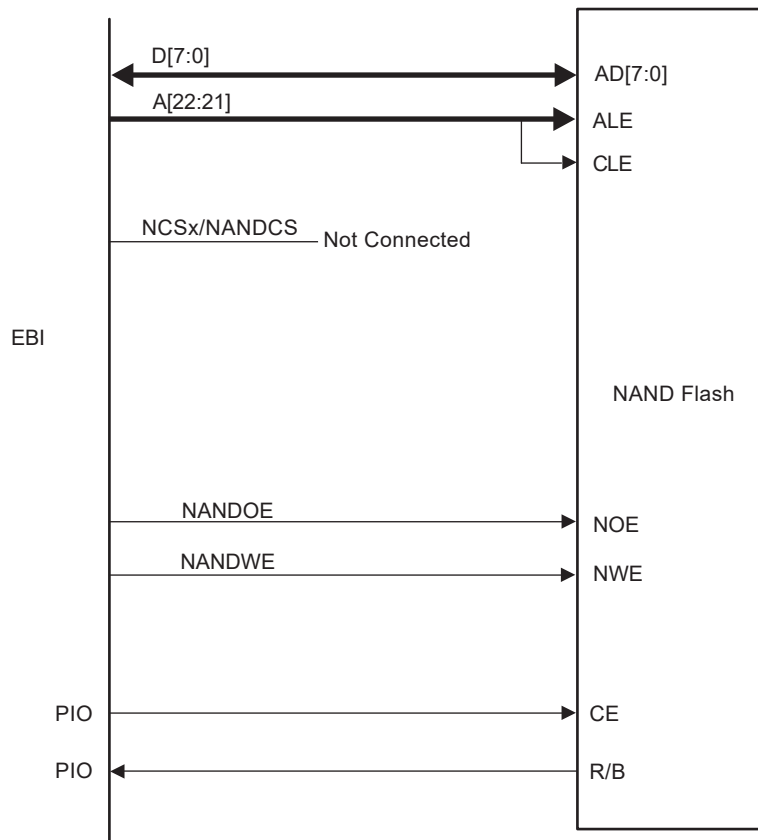 D[7:0]
AD[7:0]
A[22:21]
ALE
CLE
NCSx/NANDCS
Not Connected
EBI
NAND Flash
NANDOE
NOE
NANDWE
NWE
PIO
CE
PIO
R/B